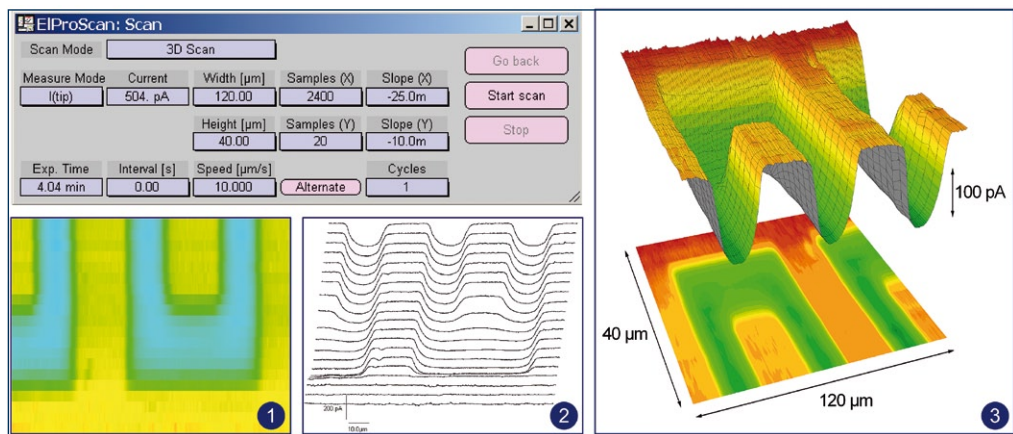 ElProScan: Scan
Scan Mode 3D Scan
Go back
Measure Mode Current Width [µm] Samples (X) Slope (X)
I(tip) 504. pA 120.00 2400 -25.0m
Start scan
Height [µm] Samples (Y) Slope (Y)
40.00 20 -10.0m
Stop
Exp. Time Interval [s] Speed [µm/s] Cycles
4.04 min 0.00 10.000 Alternate 1
1
200 pA
10.0µm
2
100 pA
40 µm
120 µm
3